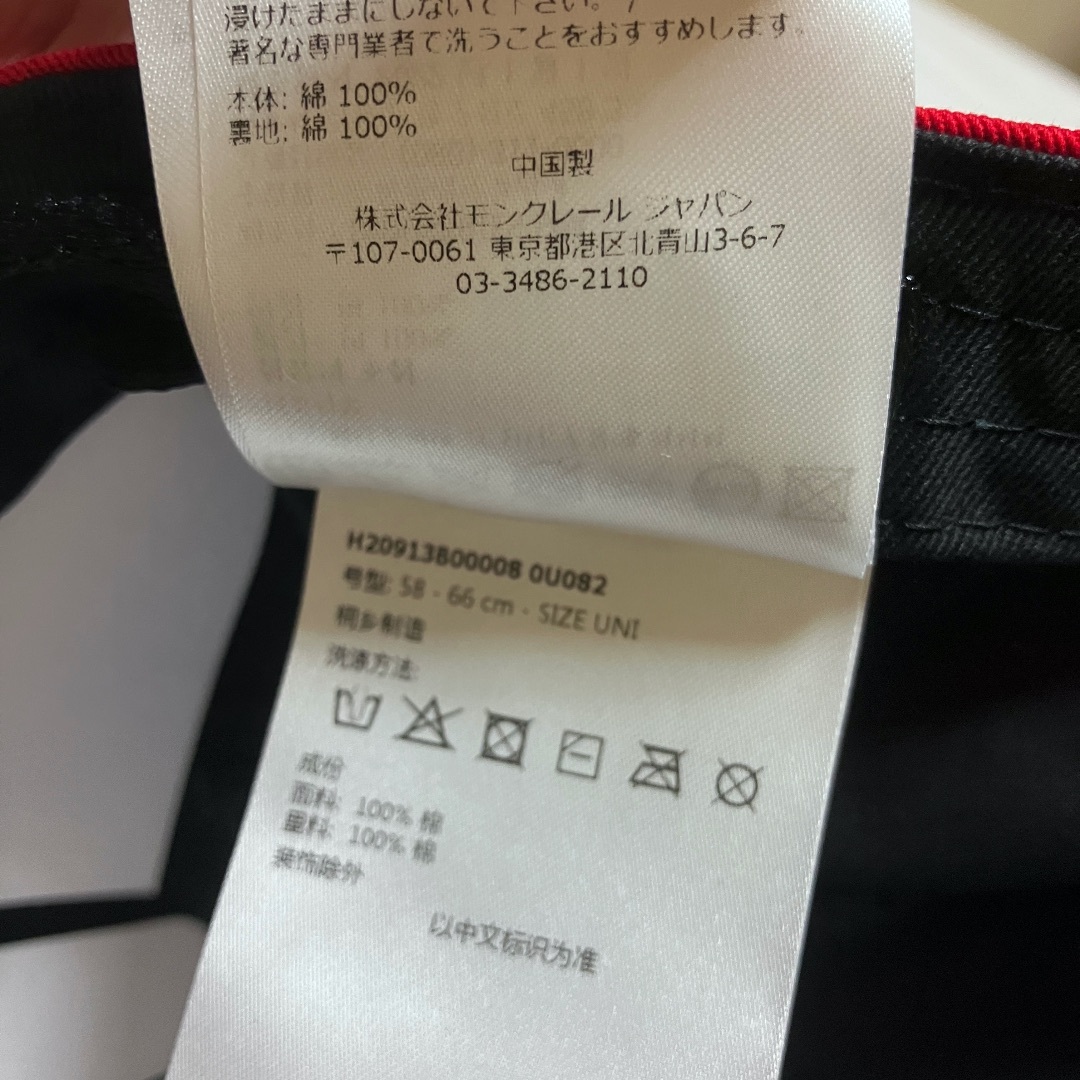 浸けたままにしないで下さい。/
著名な専門業者で洗うことをおすすめします。
本体: 綿 100%
裏地: 綿 100%
中国製
株式会社モンクレール ジャパン
〒107-0061 東京都港区北青山3-6-7
03-3486-2110
H20913B00008 0U082
号型: 58 - 66 cm - SIZE UNI
桐乡制造
洗涤方法:
成份
面料: 100% 棉
里料: 100% 棉
装饰除外
以中文标识为准